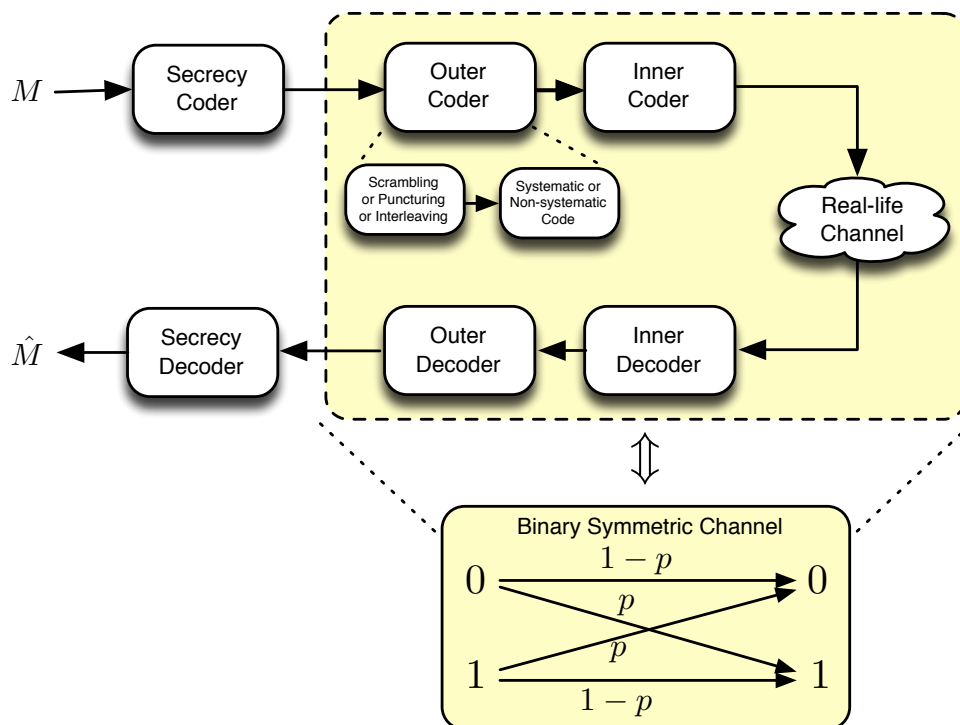 M
Secrecy
Coder
Outer
Coder
Inner
Coder
Scrambling
or Puncturing
or Interleaving
Systematic or
Non-systematic
Code
Real-life
Channel
M̂
Secrecy
Decoder
Outer
Decoder
Inner
Decoder
⇕
Binary Symmetric Channel
0
1 − p
0
p
p
1
1 − p
1